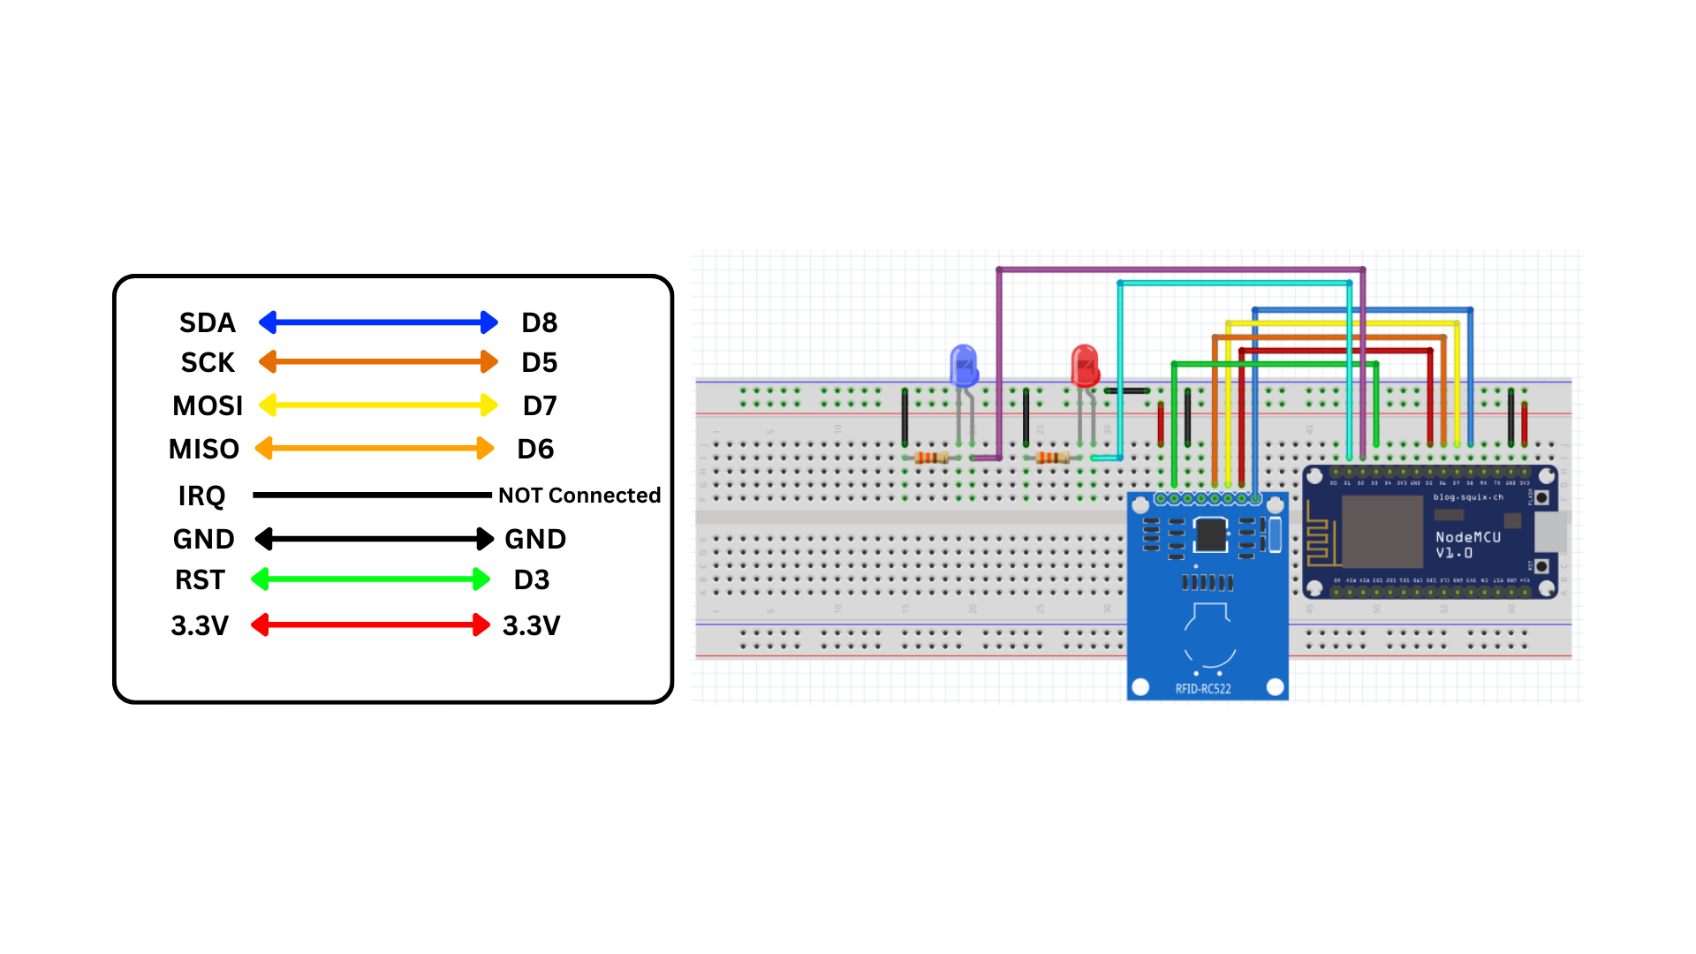 SDA D8
SCK D5
MOSI D7
MISO D6
IRQ NOT Connected
GND GND
RST D3
3.3V 3.3V
blog-squix-ch
NodeMCU
V1.0
RFID-RC522